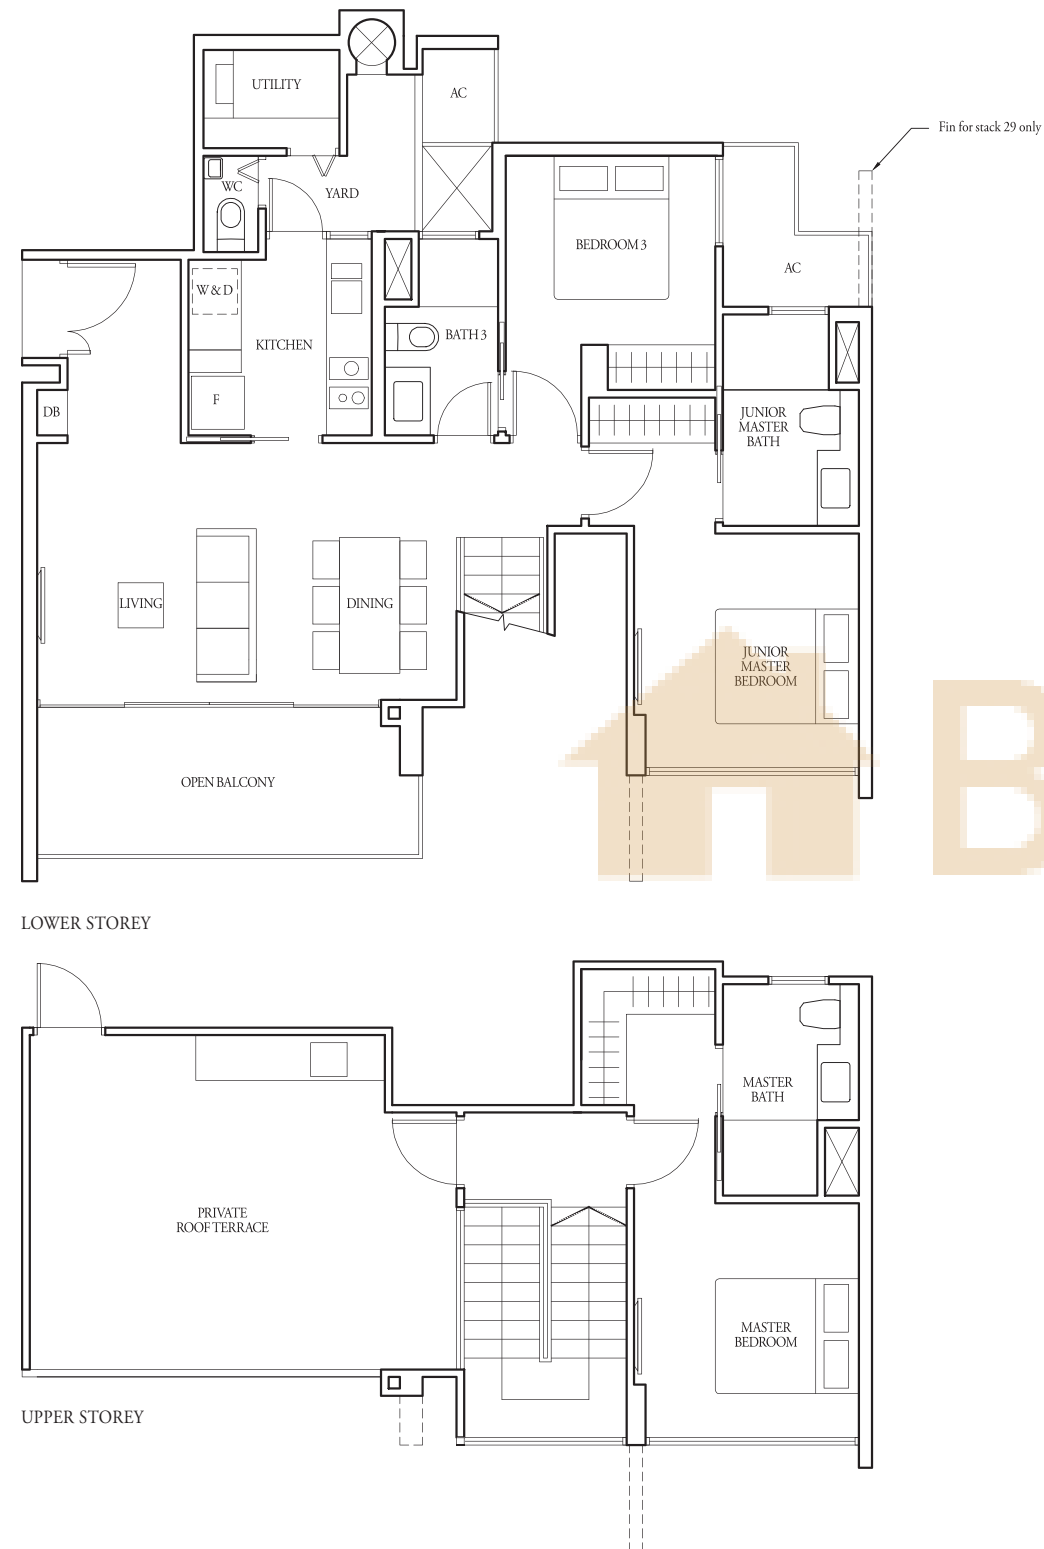 UTILITY
AC
Fin for stack 29 only
WC
YARD
BEDROOM 3
AC
W & D
KITCHEN
BATH 3
F
DB
JUNIOR
MASTER
BATH
LIVING
DINING
JUNIOR
MASTER
BEDROOM
B
OPEN BALCONY
LOWER STOREY
MASTER
BATH
PRIVATE
ROOF TERRACE
MASTER
BEDROOM
UPPER STOREY